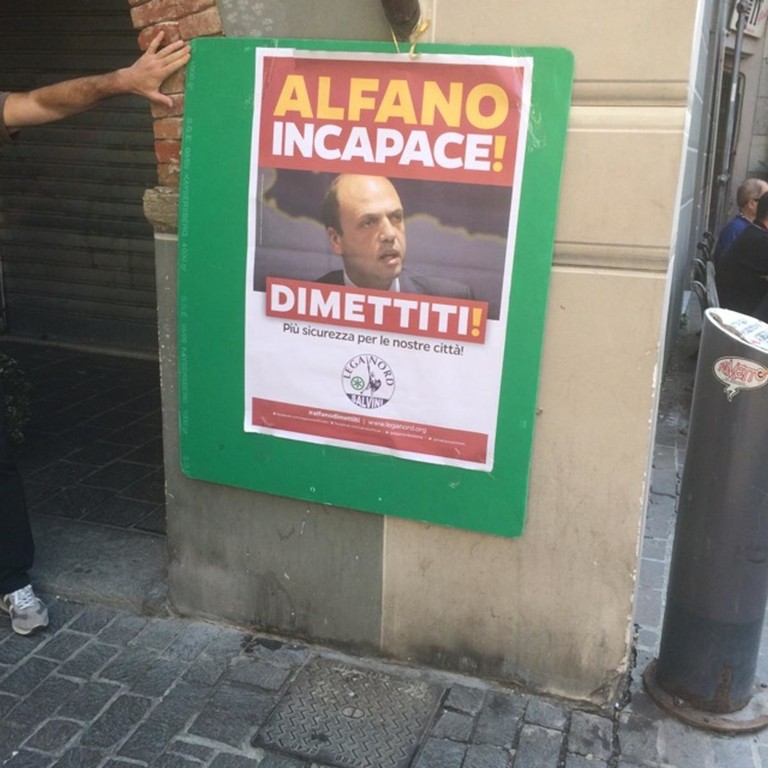 ALFANO
INCAPACE!
DIMETTITI!
Più sicurezza per le nostre città!
LEGA NORD
SALVINI
#alfanodimettiti | www.leganord.org